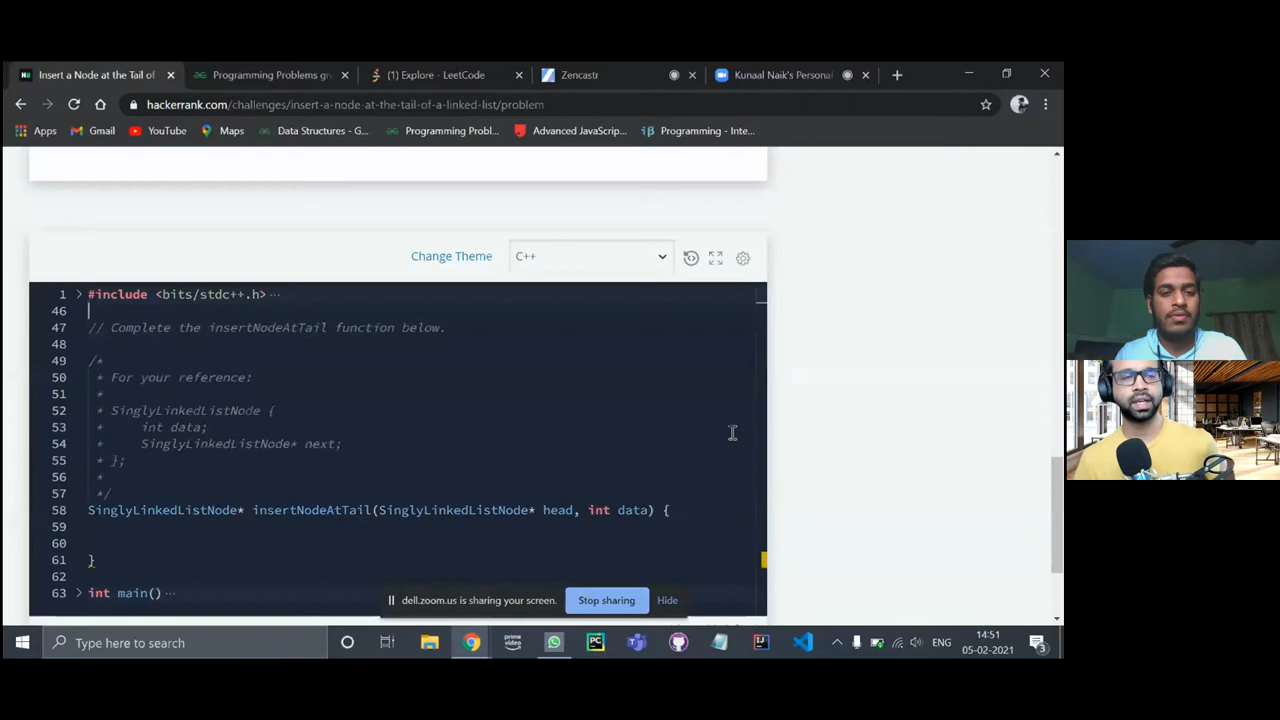 Insert a Node at the Tail of
Programming Problems an
(1) Explore - LeetCode
Zencastr
Kunaal Naik's Personal
hackerrank.com/challenges/insert-a-node-at-the-tail-of-a-linked-list/problem
Apps
Gmail
YouTube
Maps
Data Structures - G...
Programming Probl...
Advanced JavaScrip...
Programming - Inte...
Change Theme
C++
1 #include <bits/stdc++.h>
46
47 // Complete the insertNodeAtTail function below.
48
49 /*
50 * For your reference:
51 *
52 * SinglyLinkedListNode {
53 * int data;
54 * SinglyLinkedListNode* next;
55 * };
56 *
57 */
58 SinglyLinkedListNode* insertNodeAtTail(SinglyLinkedListNode* head, int data) {
59
60
61 }
62
63 int main()
dell.zoom.us is sharing your screen.
Stop sharing
Hide
Type here to search
prime video
PC
ENG
14:51
05-02-2021
3